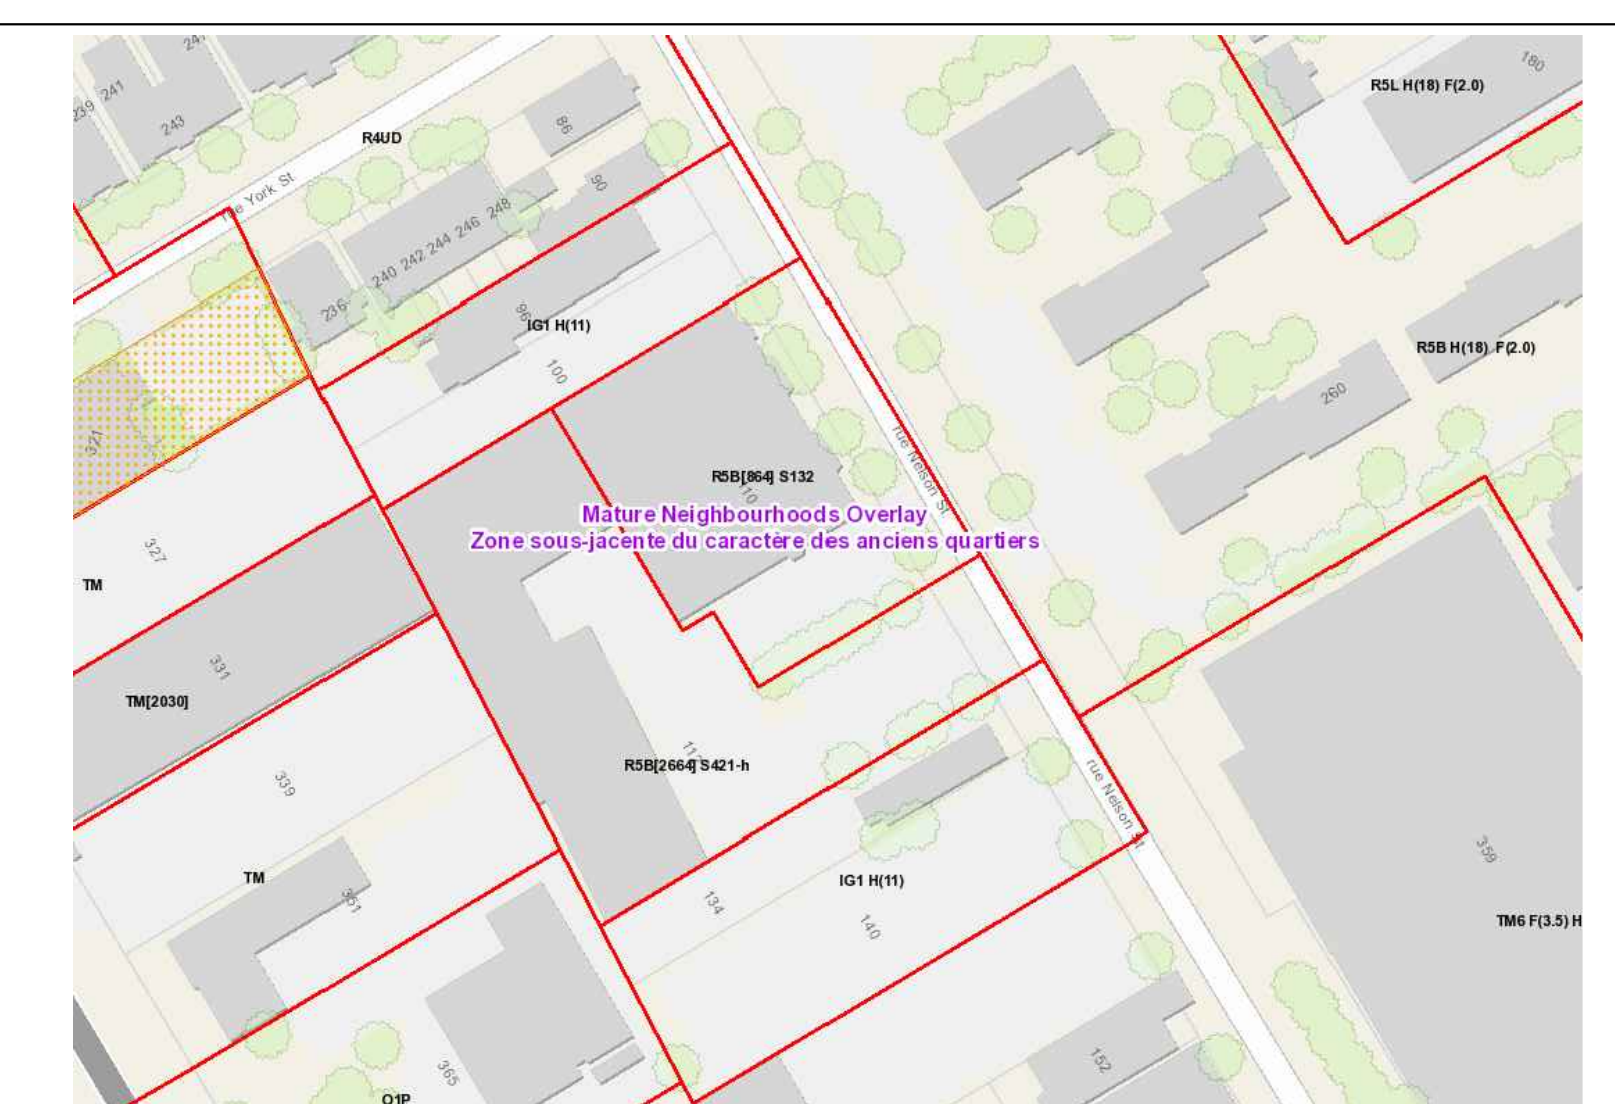 241
239
243
86
R4UD
rue York St
90
248
246
244
242
240
236
96
IG1 H(11)
100
180
R5L H(18) F(2.0)
R5B H(18) F(2.0)
260
321
R5B[864] S132
rue Nelson St
Mature Neighbourhoods Overlay
Zone sous-jacente du caractère des anciens quartiers
327
TM
331
TM[2030]
R5B[2664] S421-h
339
rue Nelson St
359
TM
351
134
IG1 H(11)
140
TM6 F(3.5) H
152
365
O1P